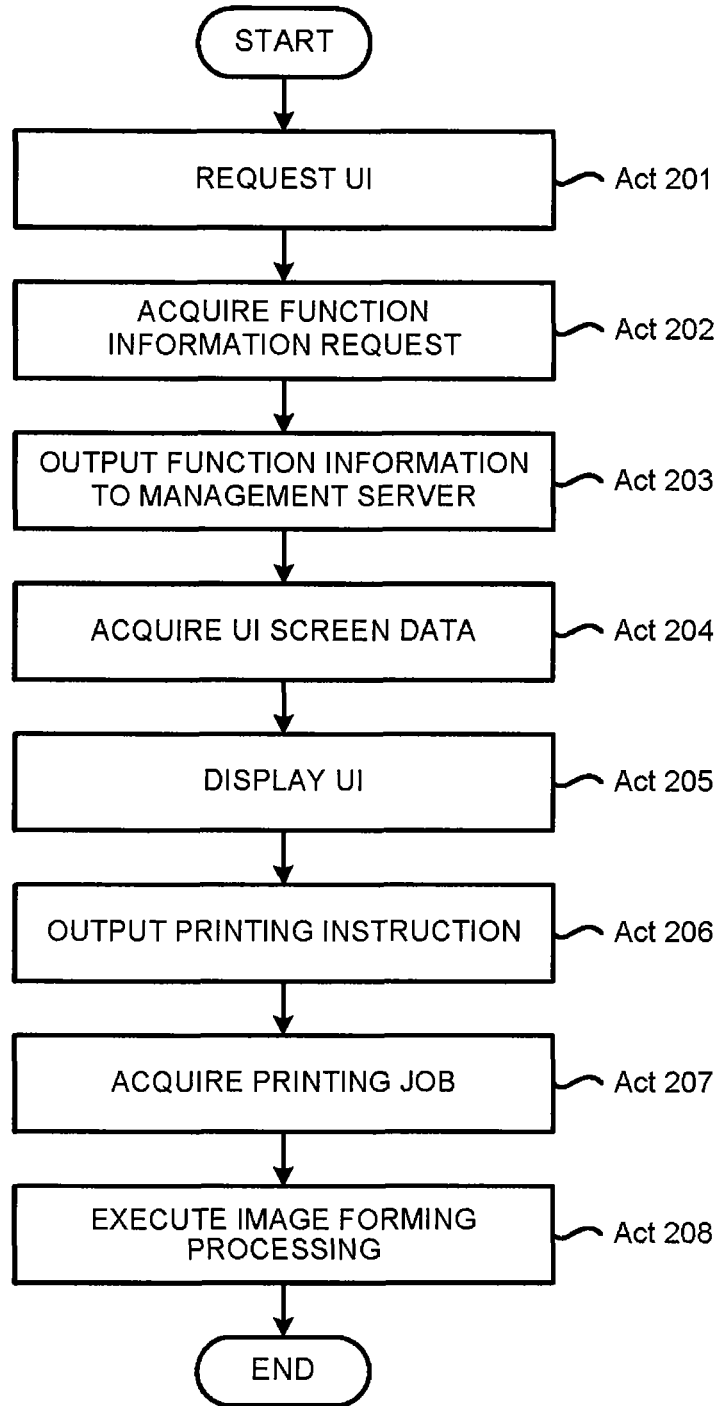 START
REQUEST UI
Act 201
ACQUIRE FUNCTION
INFORMATION REQUEST
Act 202
OUTPUT FUNCTION INFORMATION
TO MANAGEMENT SERVER
Act 203
ACQUIRE UI SCREEN DATA
Act 204
DISPLAY UI
Act 205
OUTPUT PRINTING INSTRUCTION
Act 206
ACQUIRE PRINTING JOB
Act 207
EXECUTE IMAGE FORMING
PROCESSING
Act 208
END